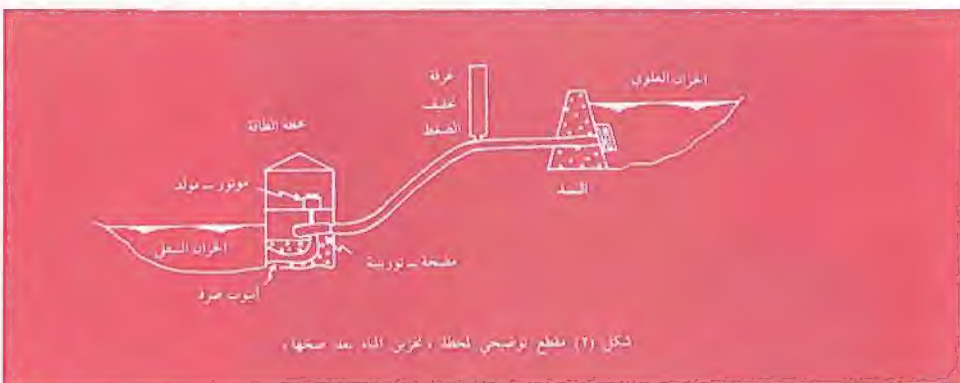 الخزان العلوي
غرفة
تخفيف
الضغط
محطة الطاقة
السد
موتور – مولد
الخزان السفلي
مضخة – توربينة
أنبوب صرف
شكل (٢) مقطع توضيحي لمحطة «تخزين المياه بعد ضخها»